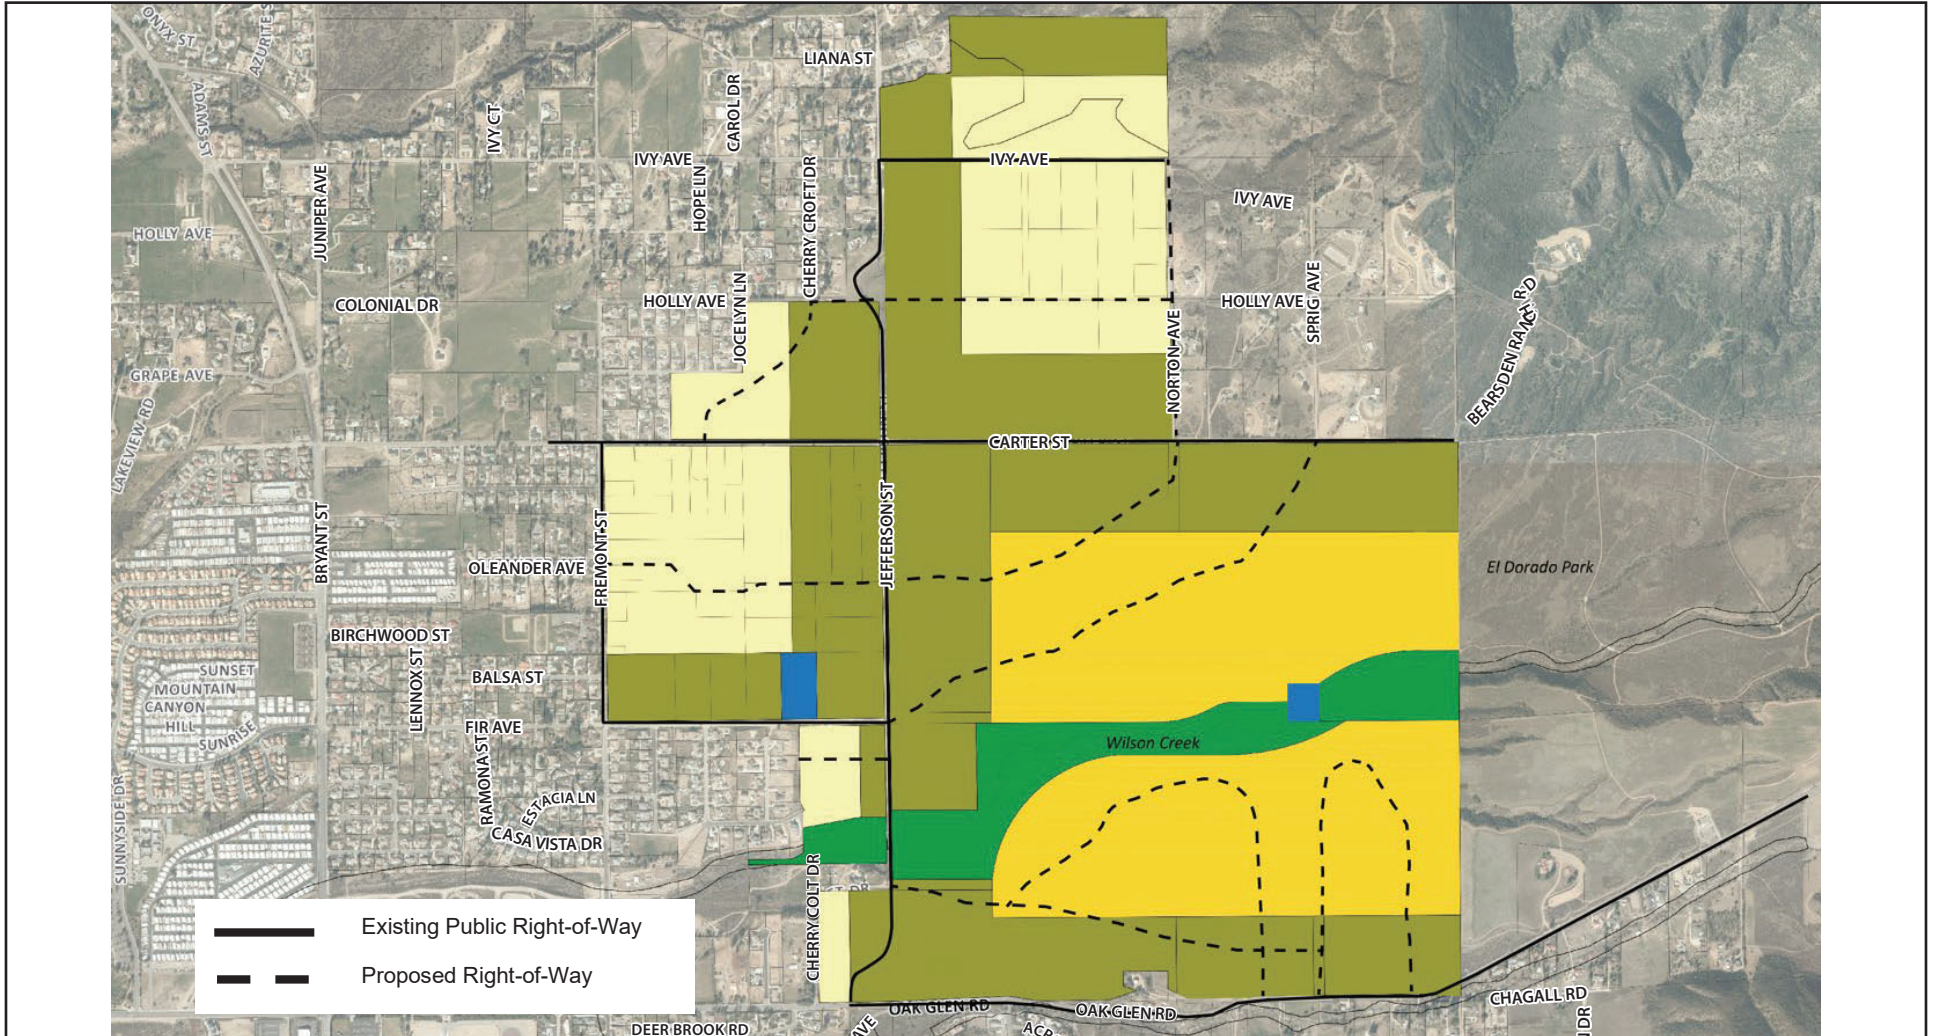 ONYX ST
AZURITE S
LIANA ST
ADAMS ST
IVY CT
CAROL DR
IVY AVE
IVY AVE
JUNIPER AVE
HOPE LN
CHERRY CROFT DR
IVY AVE
HOLLY AVE
COLONIAL DR
HOLLY AVE
JOCELYN LN
HOLLY AVE
SPRIG AVE
BEARSDEN RANCH RD
GRAPE AVE
NORTON AVE
LAKEVIEW RD
CARTER ST
BRYANT ST
OLEANDER AVE
FREMONT ST
JEFFERSON ST
El Dorado Park
BIRCHWOOD ST
LENNOX ST
BALSA ST
SUNSET
MOUNTAIN
CANYON
HILL
SUNRISE
FIR AVE
RAMONA ST
Wilson Creek
SUNNYSIDE DR
ESTACIA LN
CASA VISTA DR
CHERRY COLT DR
Existing Public Right-of-Way
Proposed Right-of-Way
OAK GLEN RD
OAK GLEN RD
CHAGALL RD
DEER BROOK RD
AVE
DR